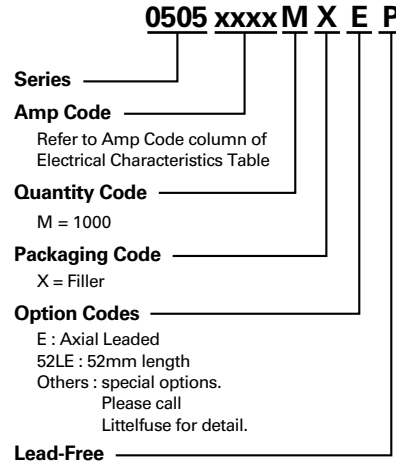 0505 xxxx M X E P
Series
Amp Code
Refer to Amp Code column of
Electrical Characteristics Table
Quantity Code
M = 1000
Packaging Code
X = Filler
Option Codes
E : Axial Leaded
52LE : 52mm length
Others : special options.
Please call
Littelfuse for detail.
Lead-Free